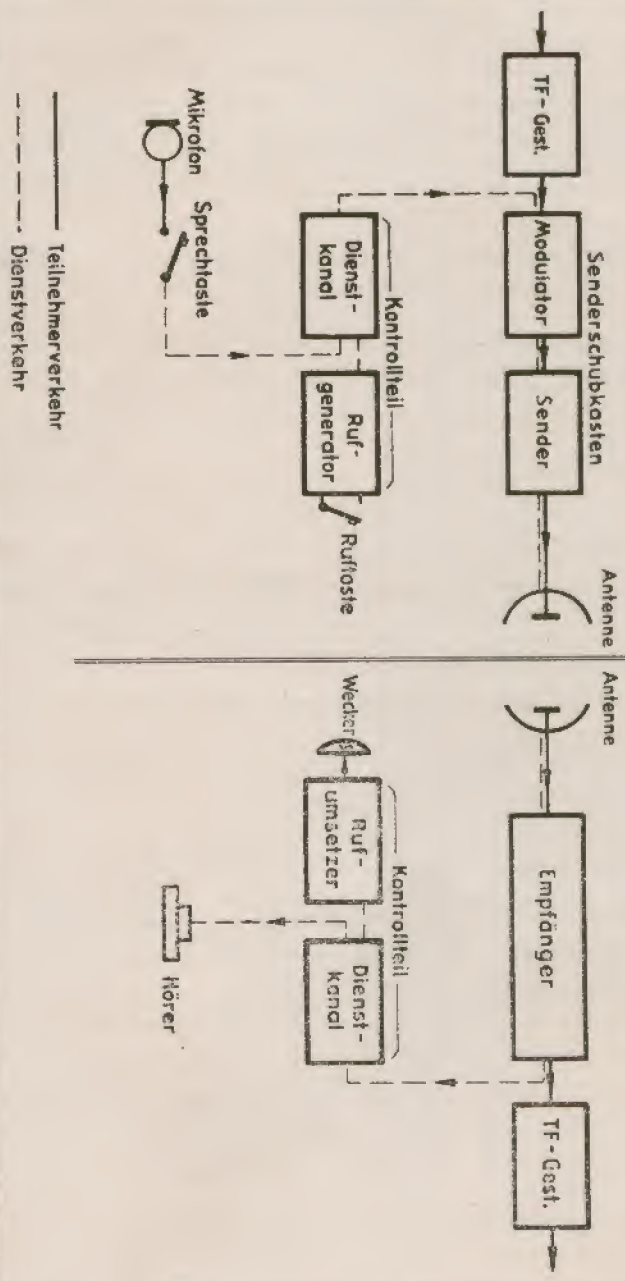 Antenne
Antenne
Senderschubkasten
TF-Gest.
Modulator
Sender
Empfänger
TF-Gest.
Kontrollteil
Kontrollteil
Dienst-
kanal
Ruf-
generator
Ruftaste
Wecker
Ruf-
umsetzer
Dienst-
kanal
Mikrofon
Sprechtaste
Hörer
Teilnehmerverkehr
Dienstverkehr